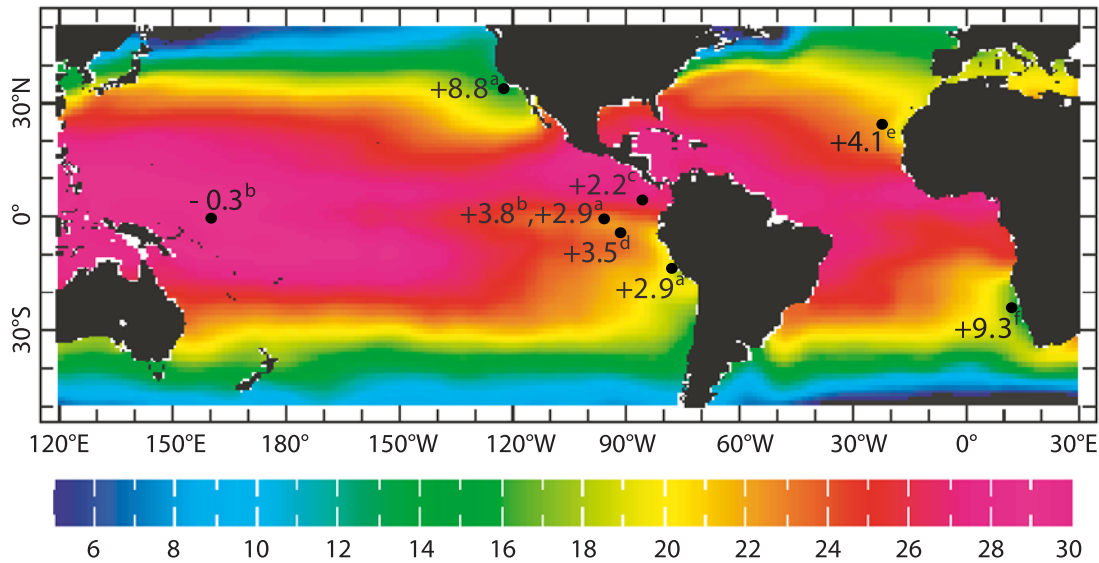 30°N
0°
30°S
+8.8a
+4.1e
- 0.3b
+2.2c
+3.8b,+2.9a
+3.5d
+2.9a
+9.3f
120°E 150°E 180° 150°W 120°W 90°W 60°W 30°W 0° 30°E
6 8 10 12 14 16 18 20 22 24 26 28 30